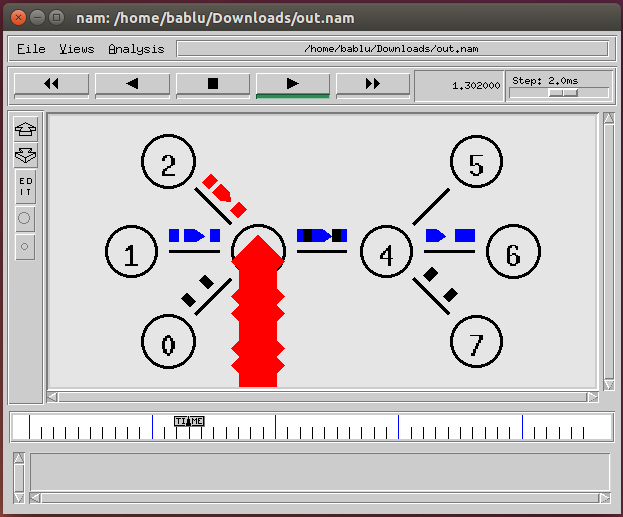 nam: /home/bablu/Downloads/out.nam
File Views Analysis /home/bablu/Downloads/out.nam
1.302000 Step: 2.0ms
ED
IT
2 5
1 4 6
0 7
TIME